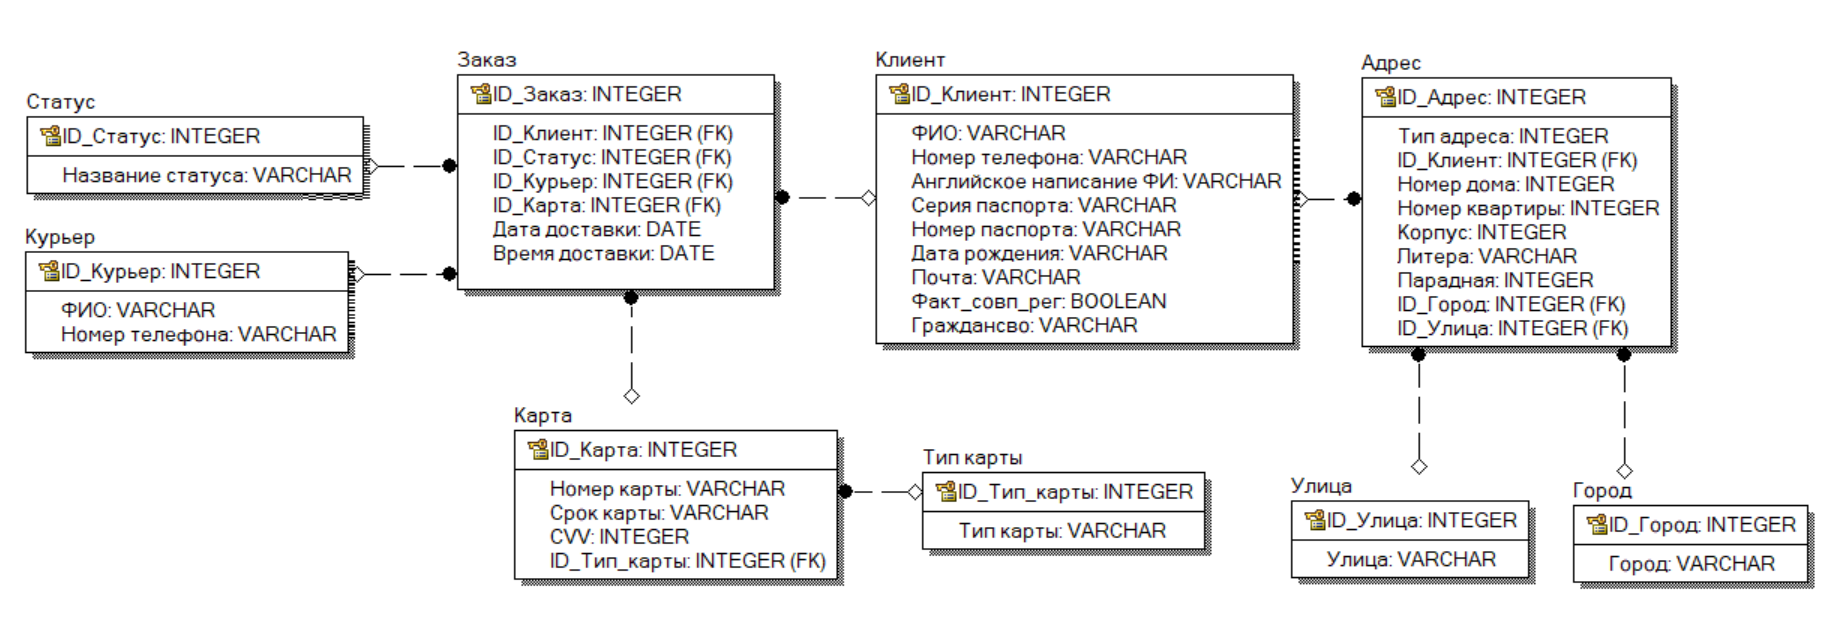 Статус
ID_Статус: INTEGER
Название статуса: VARCHAR
Курьер
ID_Курьер: INTEGER
ФИО: VARCHAR
Номер телефона: VARCHAR
Заказ
ID_Заказ: INTEGER
ID_Клиент: INTEGER (FK)
ID_Статус: INTEGER (FK)
ID_Курьер: INTEGER (FK)
ID_Карта: INTEGER (FK)
Дата доставки: DATE
Время доставки: DATE
Клиент
ID_Клиент: INTEGER
ФИО: VARCHAR
Номер телефона: VARCHAR
Английское написание ФИ: VARCHAR
Серия паспорта: VARCHAR
Номер паспорта: VARCHAR
Дата рождения: VARCHAR
Почта: VARCHAR
Факт_совп_рег: BOOLEAN
Граждансво: VARCHAR
Адрес
ID_Адрес: INTEGER
Тип адреса: INTEGER
ID_Клиент: INTEGER (FK)
Номер дома: INTEGER
Номер квартиры: INTEGER
Корпус: INTEGER
Литера: VARCHAR
Парадная: INTEGER
ID_Город: INTEGER (FK)
ID_Улица: INTEGER (FK)
Карта
ID_Карта: INTEGER
Номер карты: VARCHAR
Срок карты: VARCHAR
CVV: INTEGER
ID_Тип_карты: INTEGER (FK)
Тип карты
ID_Тип_карты: INTEGER
Тип карты: VARCHAR
Улица
ID_Улица: INTEGER
Улица: VARCHAR
Город
ID_Город: INTEGER
Город: VARCHAR